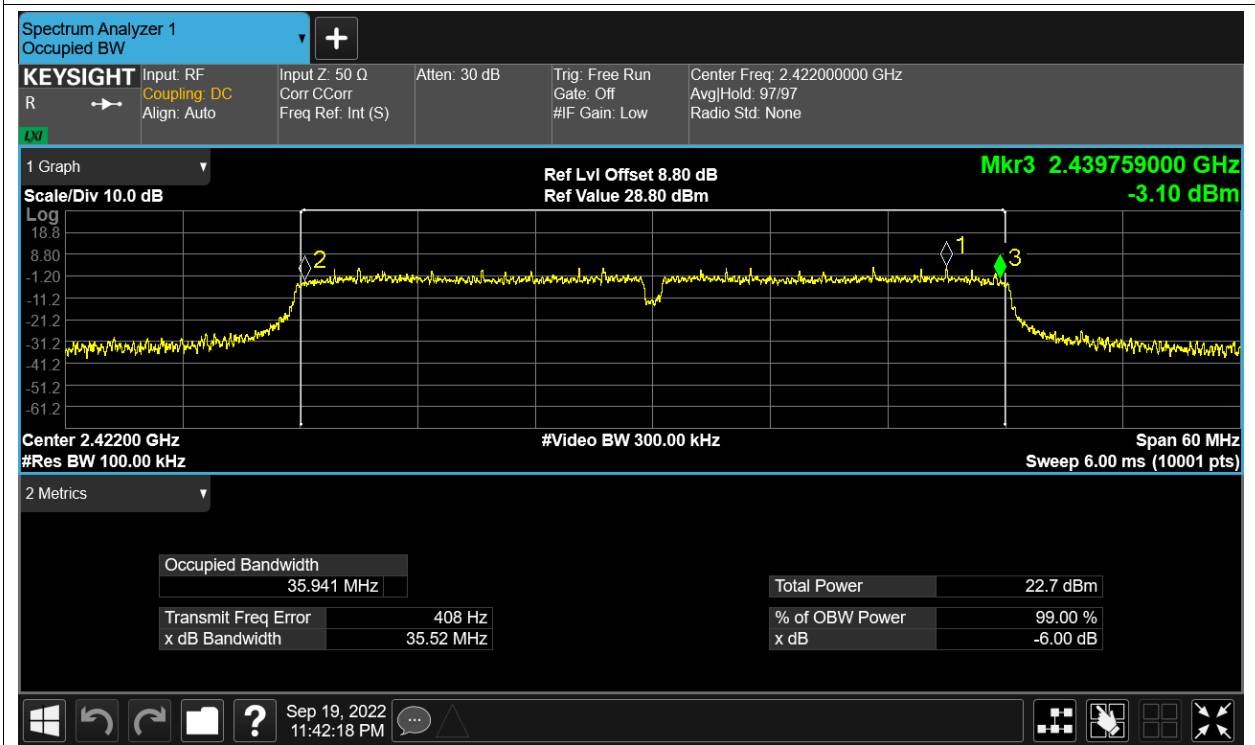 Spectrum Analyzer 1
Occupied BW
KEYSIGHT
R
LXI
Input: RF
Coupling: DC
Align: Auto
Input Z: 50 Ω
Corr CCorr
Freq Ref: Int (S)
Atten: 30 dB
Trig: Free Run
Gate: Off
#IF Gain: Low
Center Freq: 2.422000000 GHz
Avg|Hold: 97/97
Radio Std: None
1 Graph
Scale/Div 10.0 dB
Ref Lvl Offset 8.80 dB
Ref Value 28.80 dBm
Mkr3 2.439759000 GHz
-3.10 dBm
Log
18.8
8.80
-1.20
-11.2
-21.2
-31.2
-41.2
-51.2
-61.2
2
1
3
Center 2.42200 GHz
#Video BW 300.00 kHz
Span 60 MHz
#Res BW 100.00 kHz
Sweep 6.00 ms (10001 pts)
2 Metrics
Occupied Bandwidth
35.941 MHz
Total Power 22.7 dBm
Transmit Freq Error 408 Hz
% of OBW Power 99.00 %
x dB Bandwidth 35.52 MHz
x dB -6.00 dB
?
Sep 19, 2022
11:42:18 PM